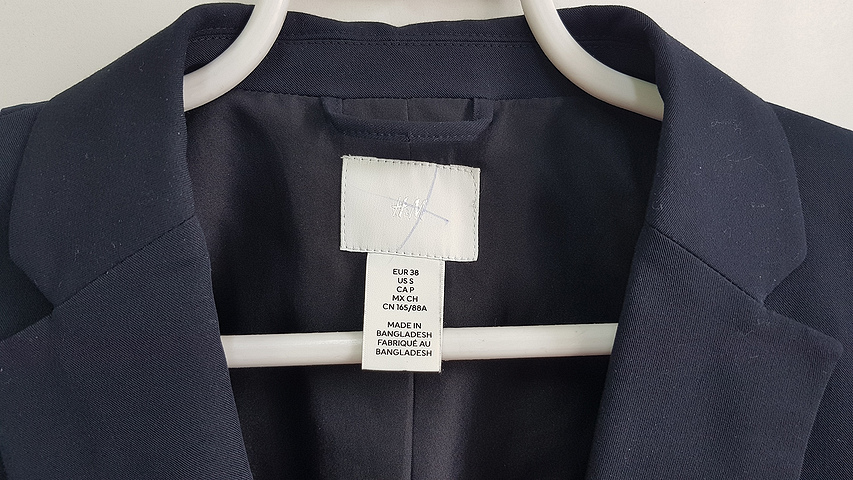 H&M
EUR 38
US S
CA P
MX CH
CN 165/88A
MADE IN
BANGLADESH
FABRIQUÉ AU
BANGLADESH